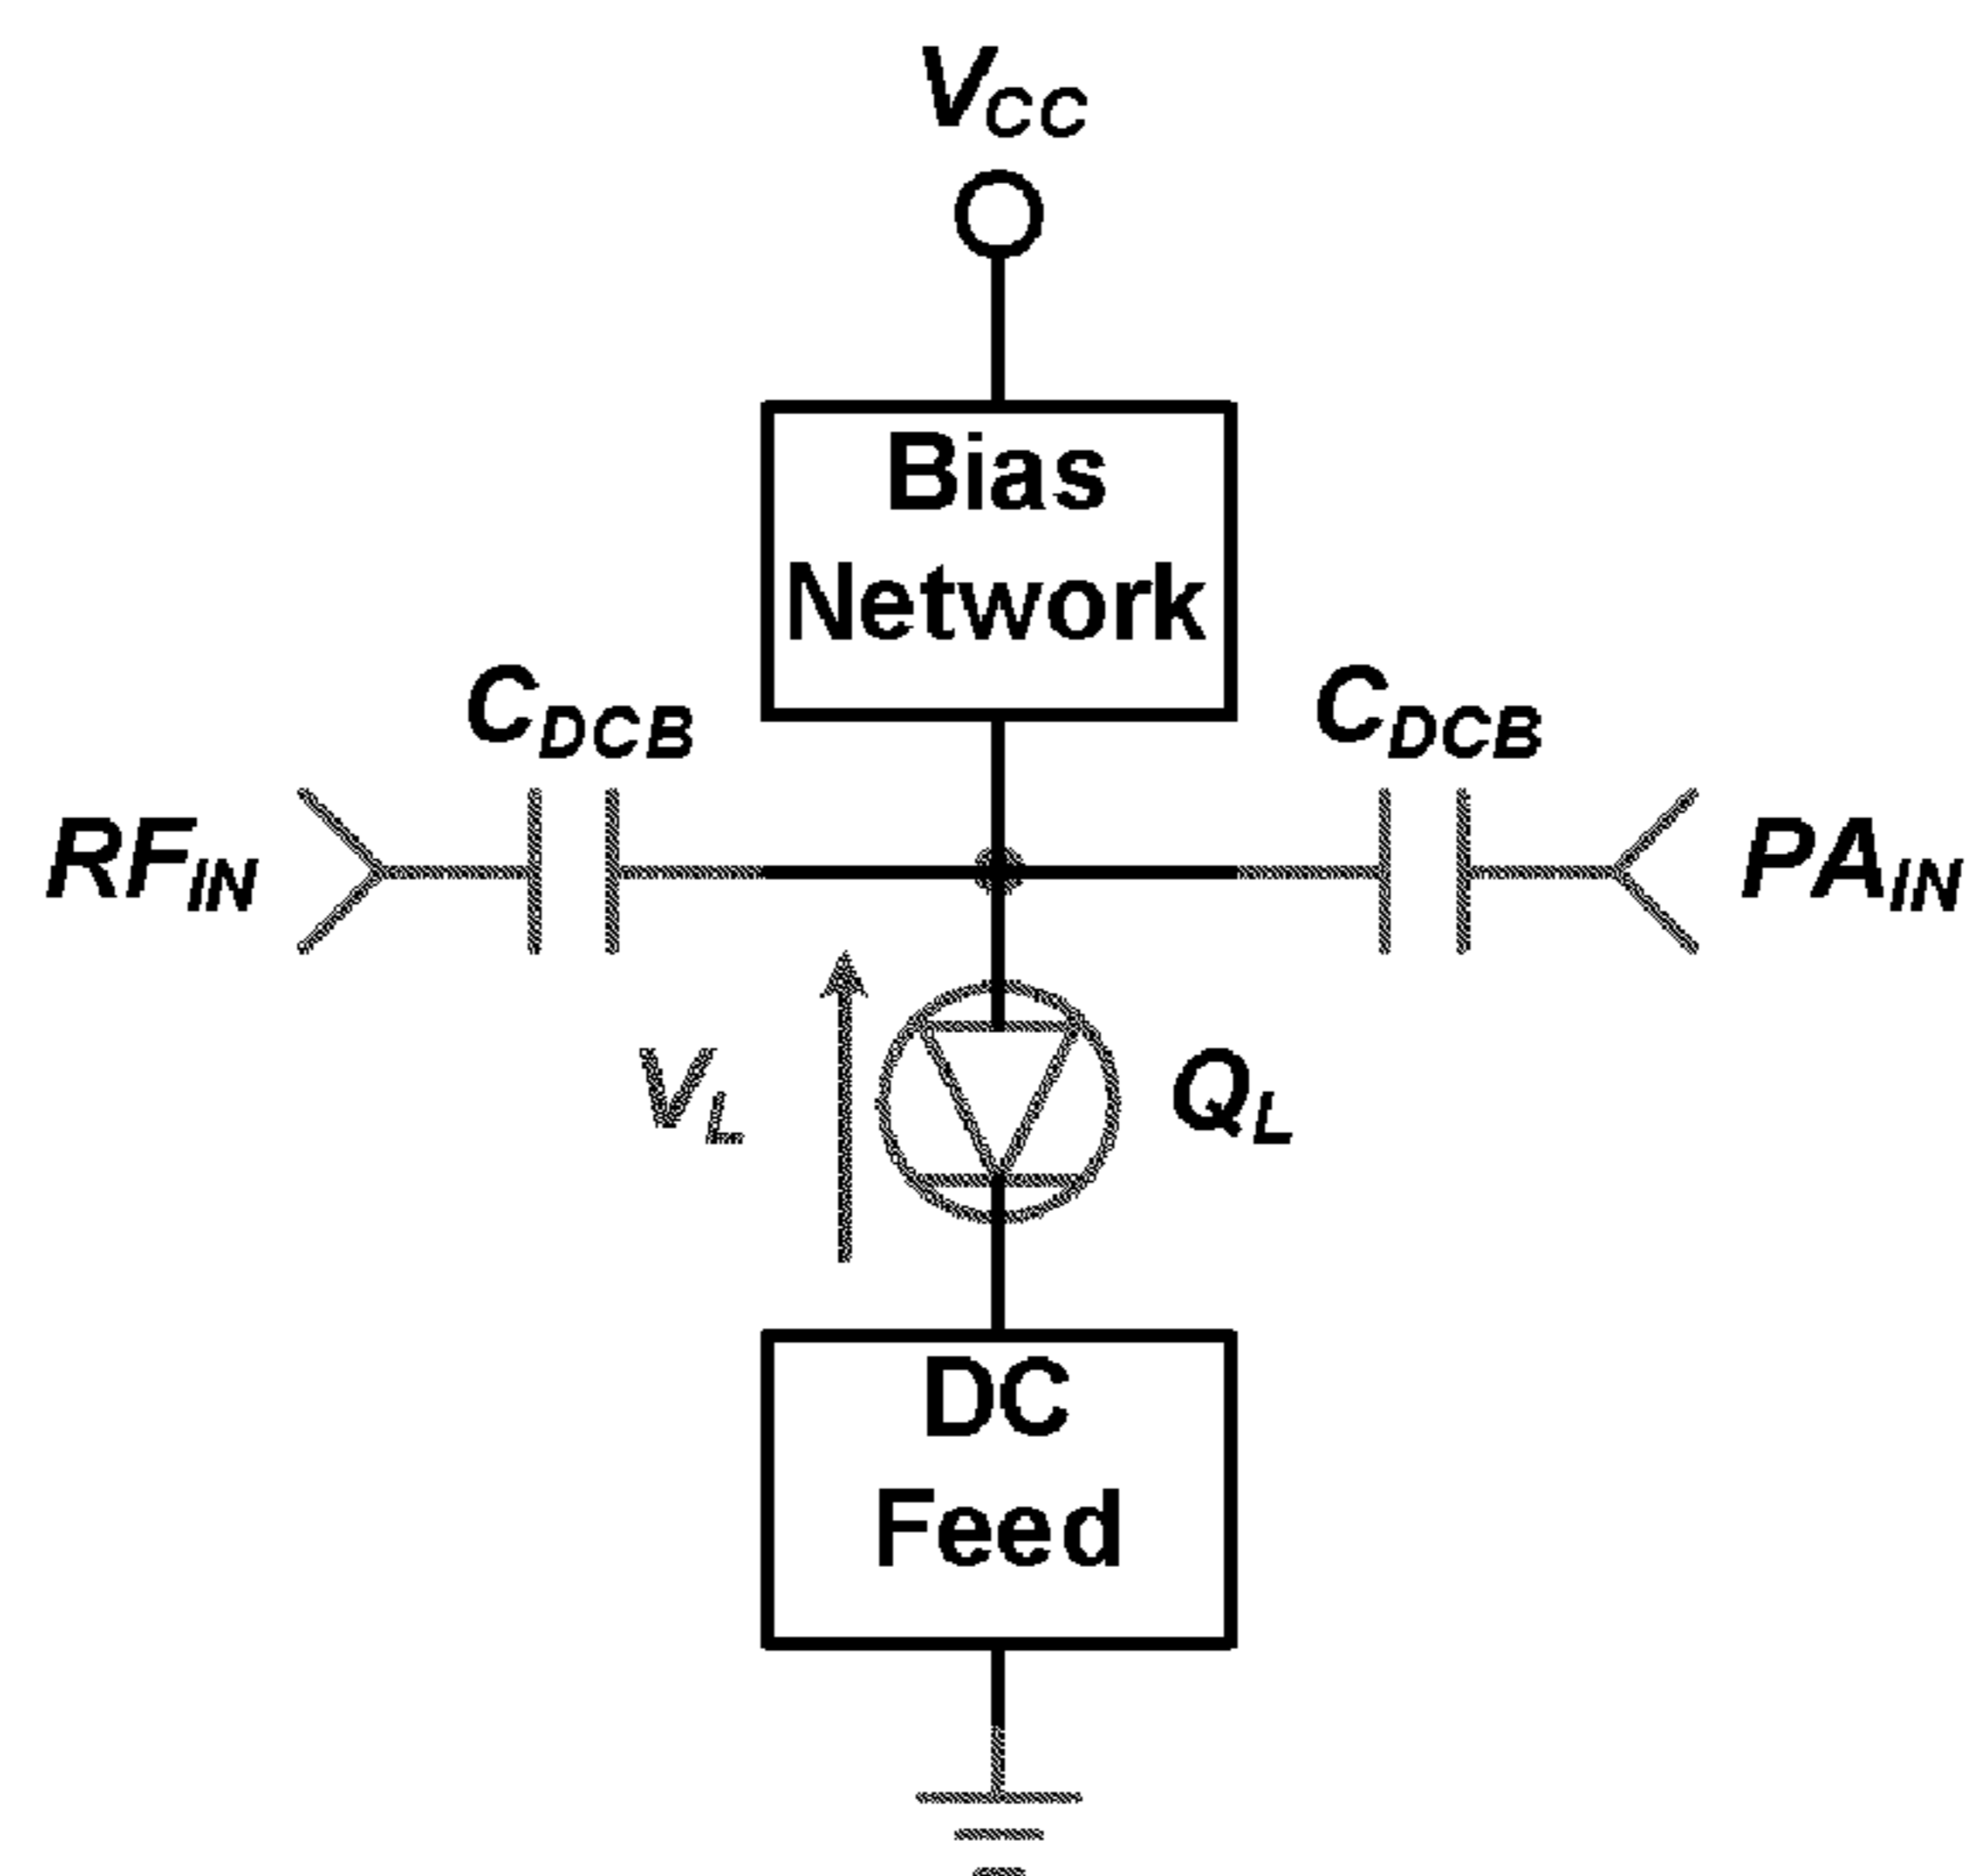 VCC
Bias
Network
CDCB
CDCB
RFIN
PAIN
VL
QL
DC
Feed